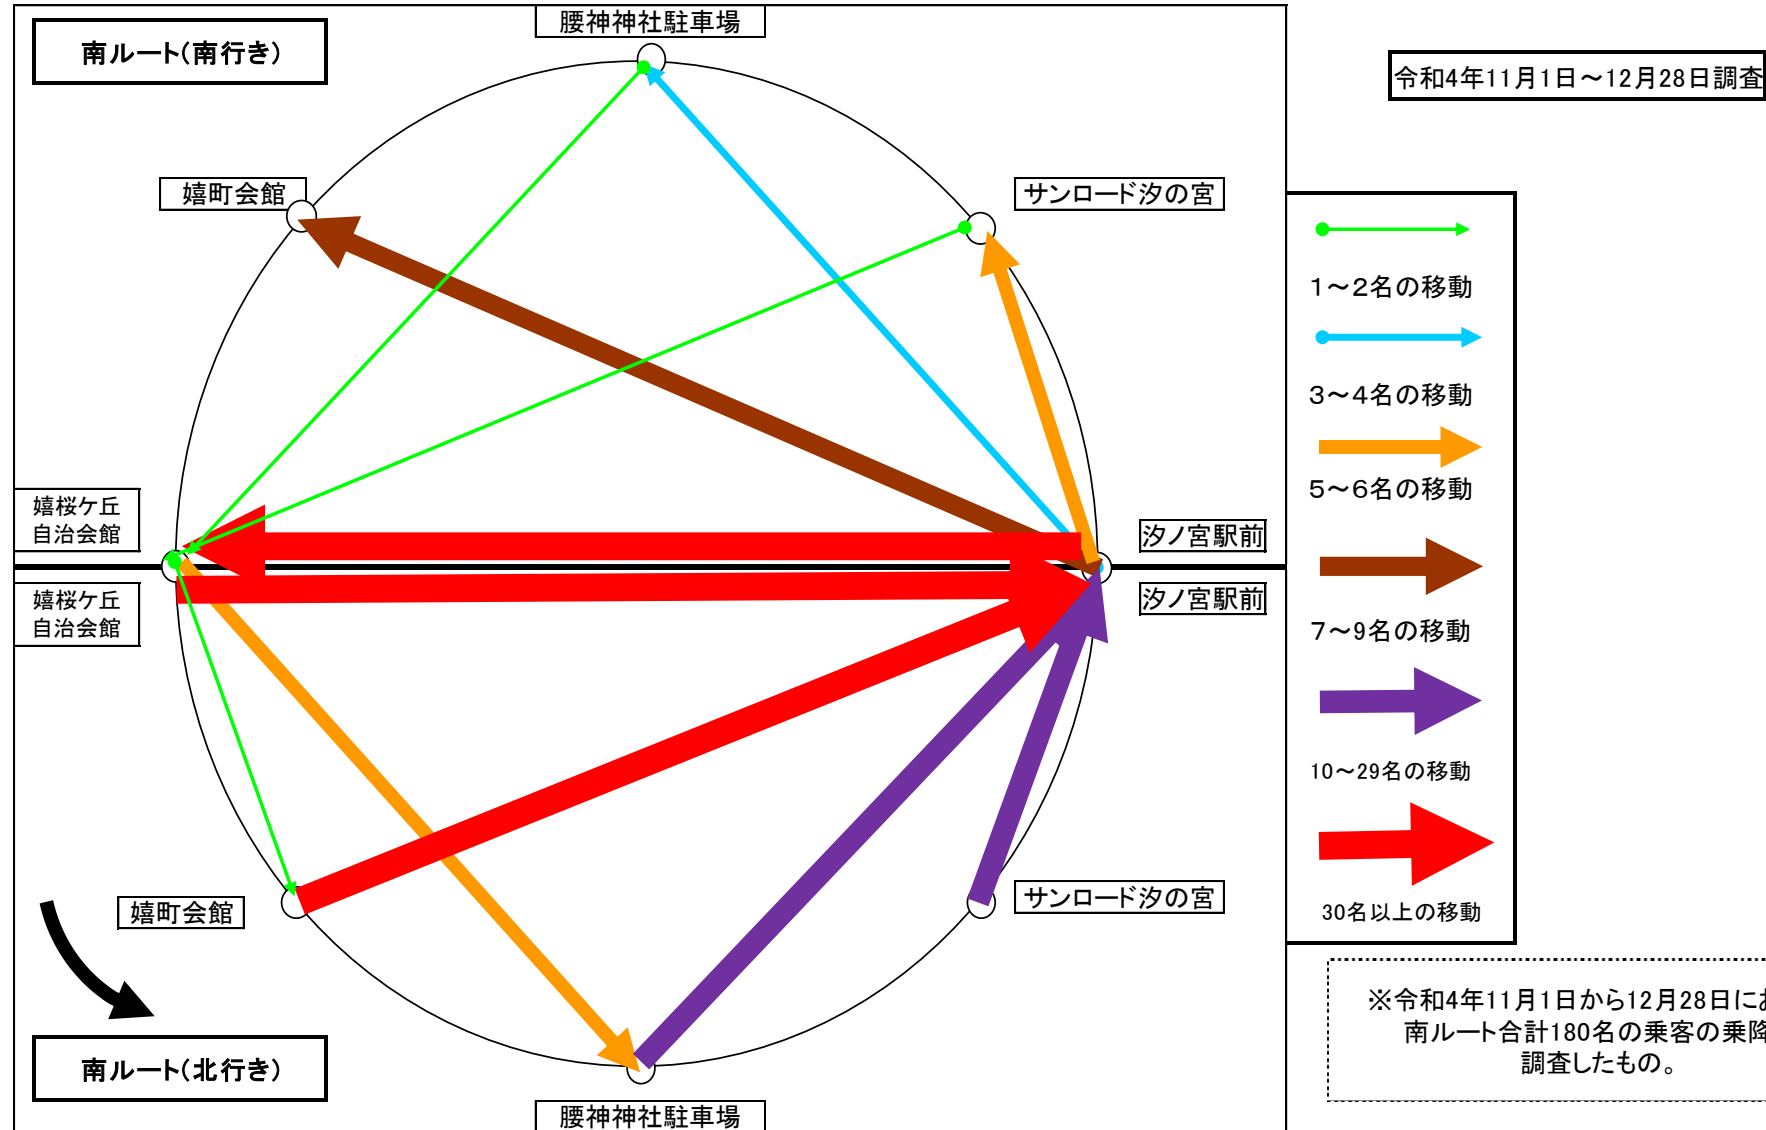 腰神神社駐車場
南ルート(南行き)
令和4年11月1日～12月28日調査
嬉町会館
サンロード汐の宮
1～2名の移動
3～4名の移動
5～6名の移動
7～9名の移動
10～29名の移動
30名以上の移動
嬉桜ケ丘
自治会館
汐ノ宮駅前
嬉桜ケ丘
自治会館
汐ノ宮駅前
嬉町会館
サンロード汐の宮
南ルート(北行き)
腰神神社駐車場
※令和4年11月1日から12月28日にお
南ルート合計180名の乗客の乗降
調査したもの。